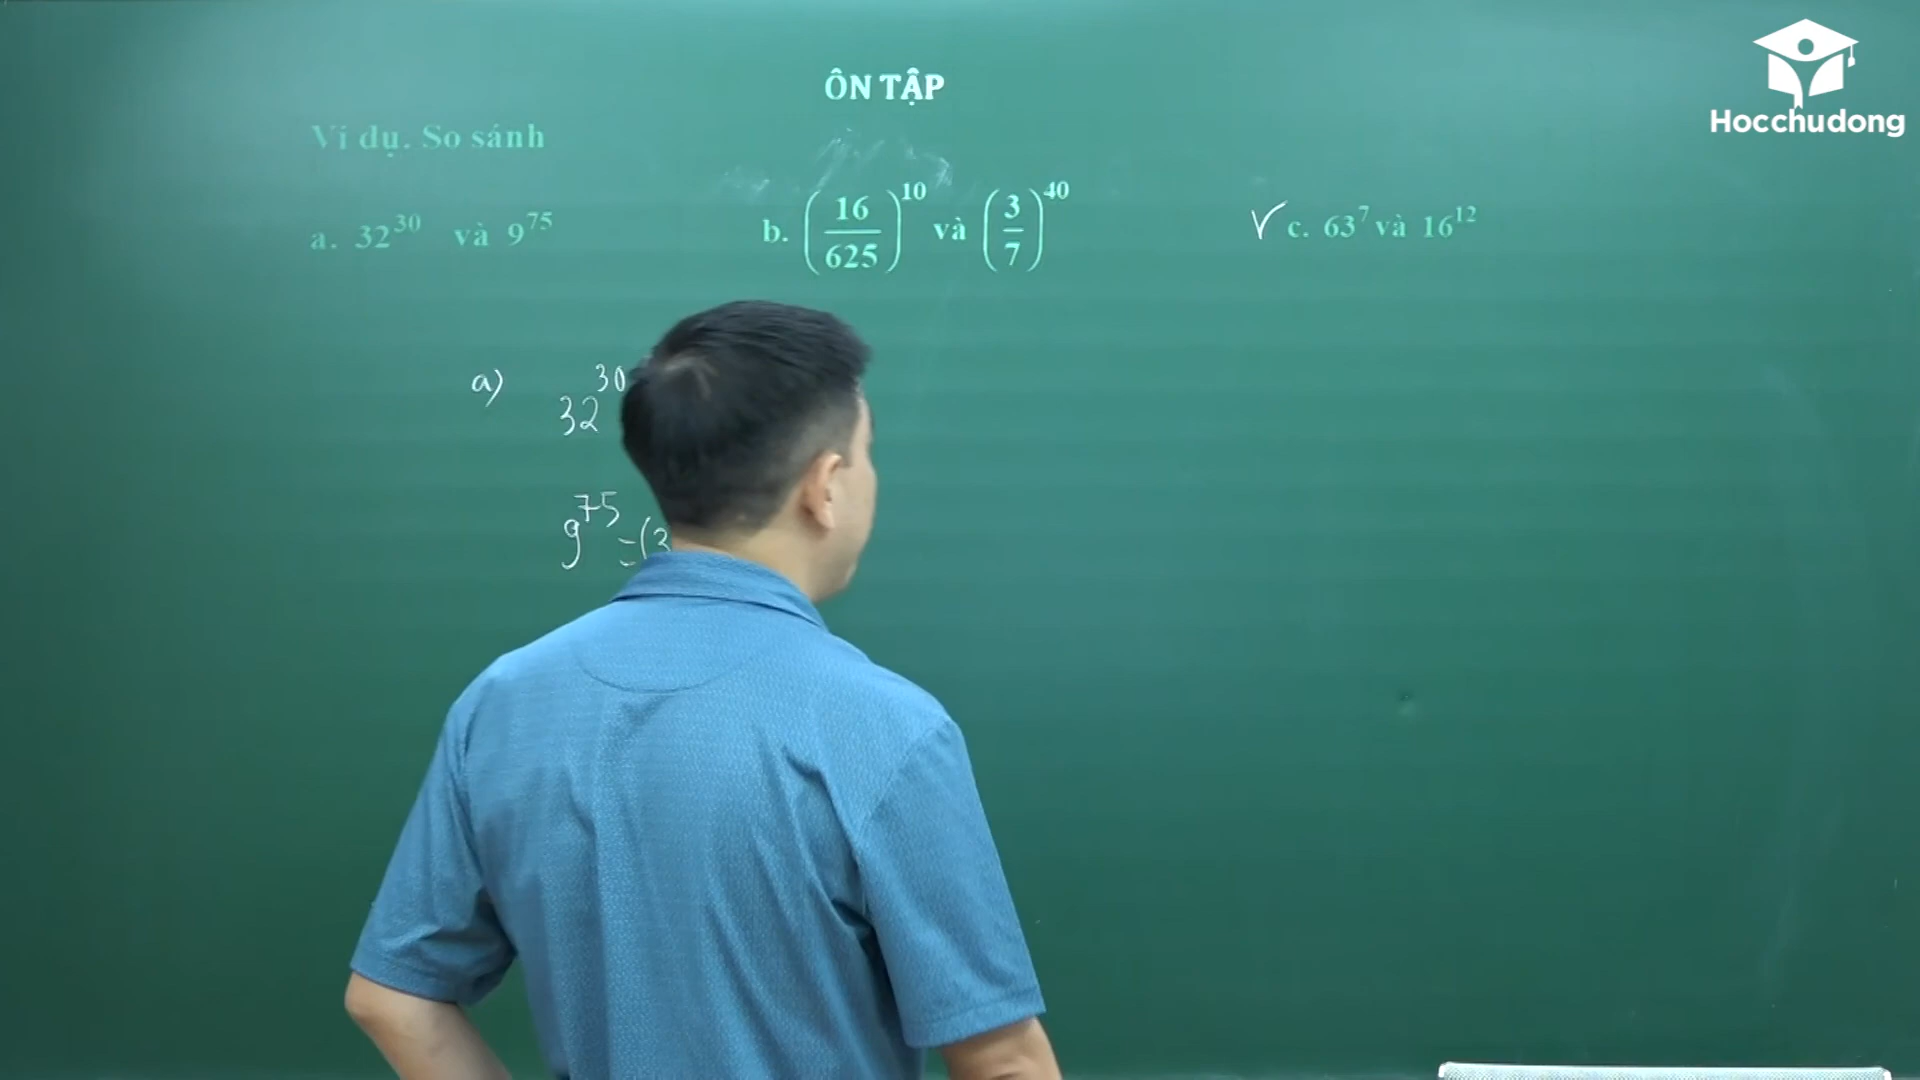 Hocchudong
ÔN TẬP
Ví dụ. So sánh
a. 32^30 và 9^75
b. (16/625)^10 và (3/7)^40
√ c. 63^7 và 16^12
a) 32^30
9^75 = (3